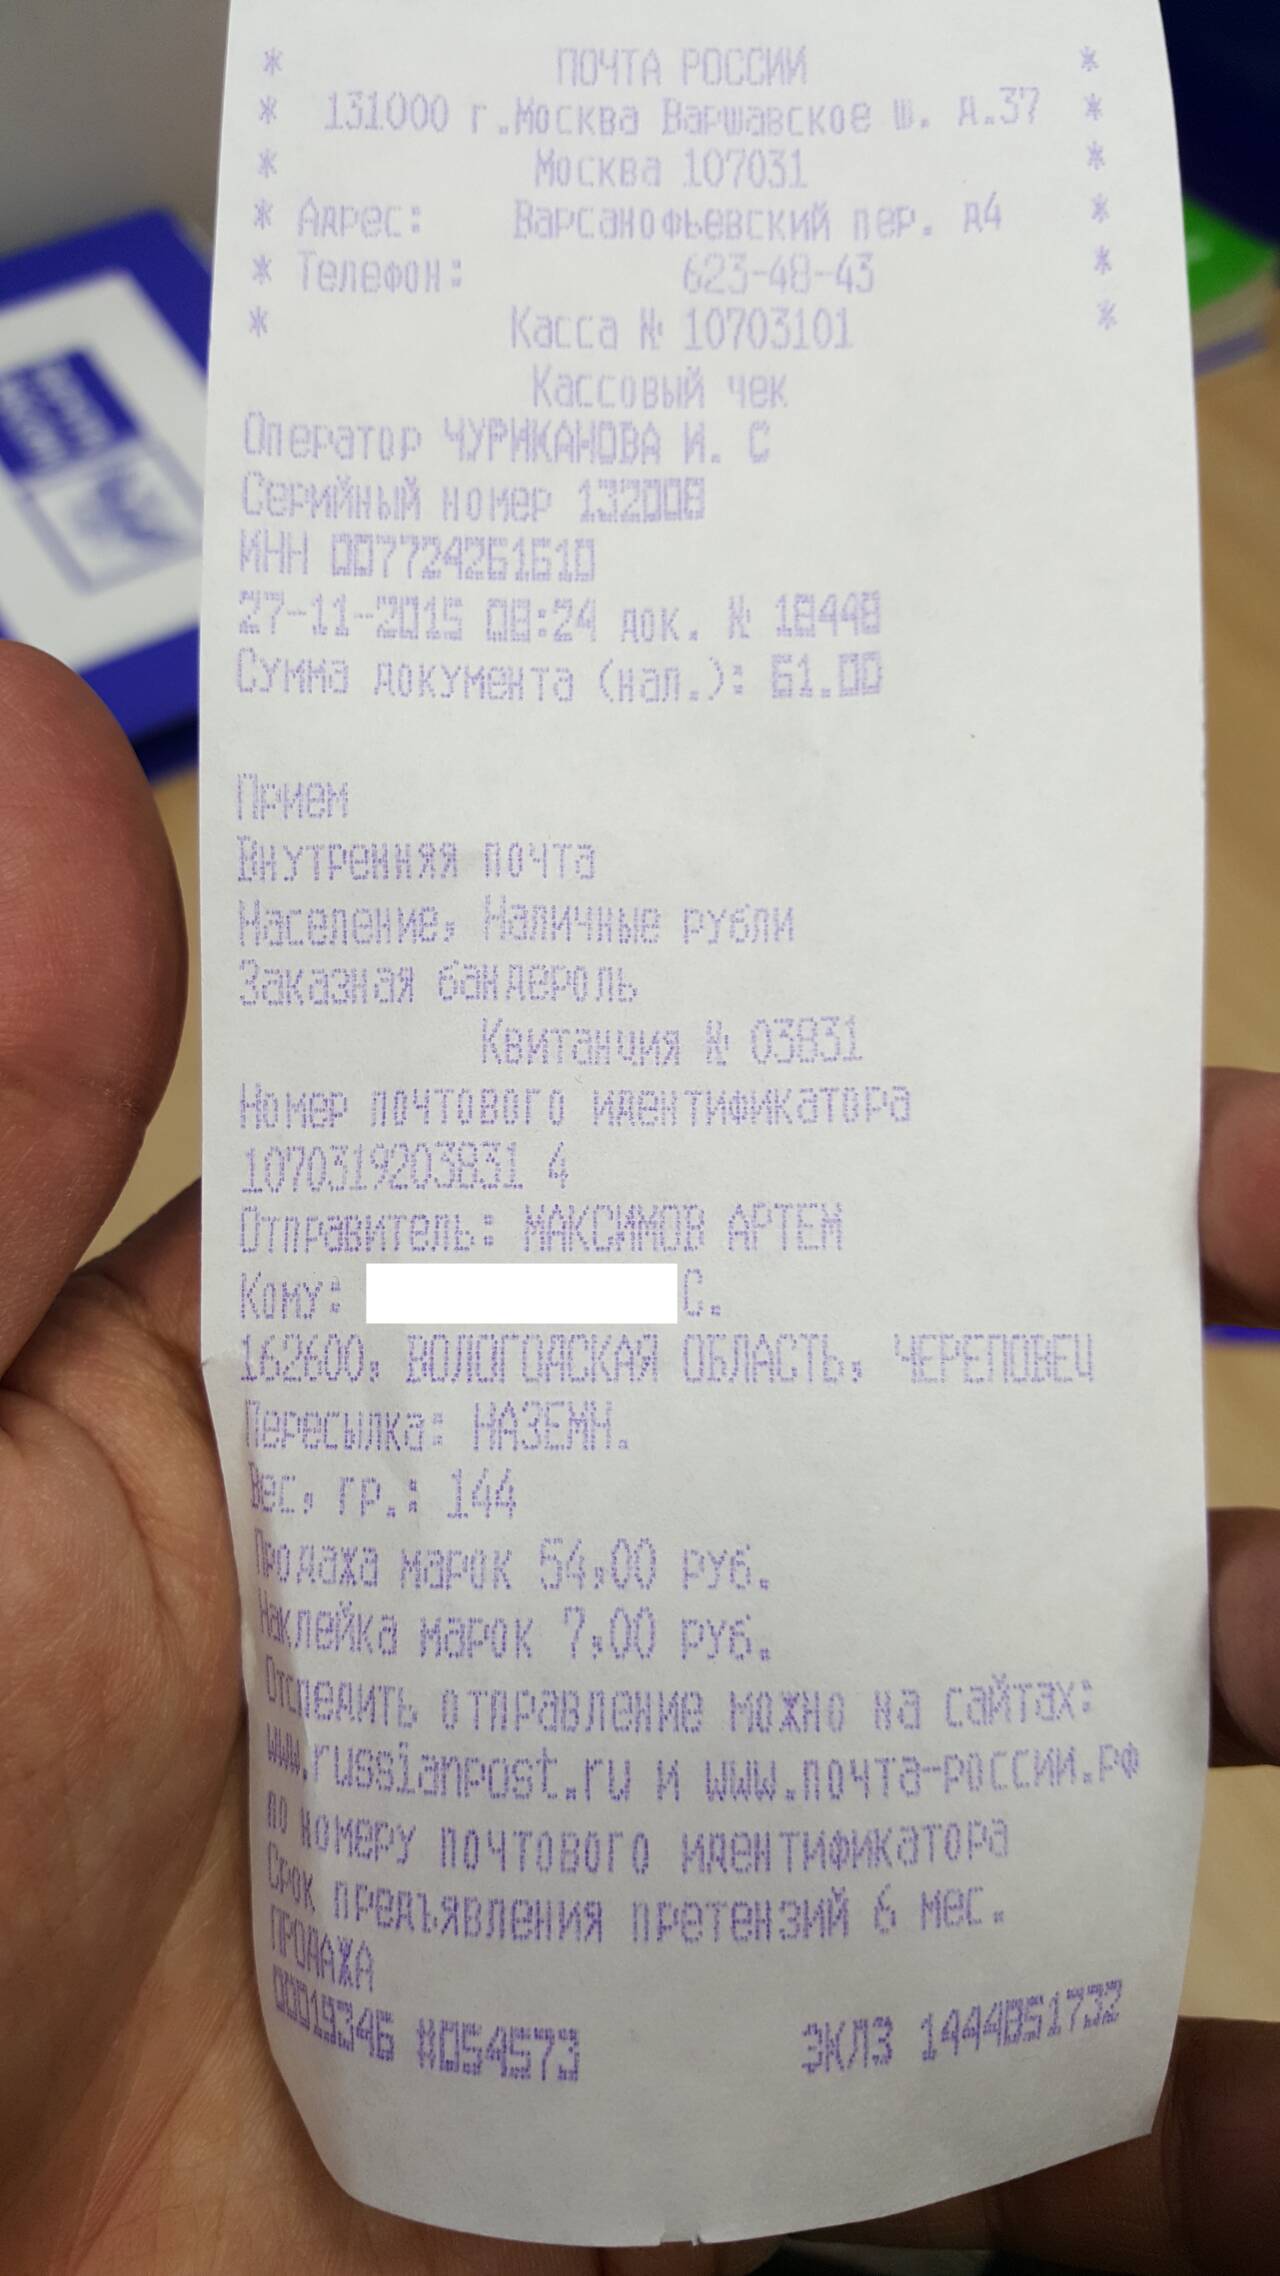 * ПОЧТА РОССИИ *
* 131000 г.Москва Варшавское ш. д.37 *
* Москва 107031 *
* Адрес: Варсанофьевский пер. д4 *
* Телефон: 623-48-43 *
* Касса № 10703101 *
Кассовый чек
Оператор ЧУРИКАНОВА И. С
Серийный номер 132008
ИНН 007724261610
27-11-2015 08:24 док. № 18448
Сумма документа (нал.): 61.00
Прием
Внутренняя почта
Население, Наличные рубли
Заказная бандероль
Квитанция № 03831
Номер почтового идентификатора
1070319203831 4
Отправитель: МАКСИМОВ АРТЕМ
Кому: С.
162600, ВОЛОГОДСКАЯ ОБЛАСТЬ, ЧЕРЕПОВЕЦ
Пересылка: НАЗЕМН.
Вес, гр.: 144
Продажа марок 54,00 руб.
Наклейка марок 7,00 руб.
Отследить отправление можно на сайтах:
www.russianpost.ru и www.почта-россии.рф
по номеру почтового идентификатора
Срок предъявления претензий 6 мес.
ПРОДАЖА
00019346 #054573 ЭКЛЗ 1444051732